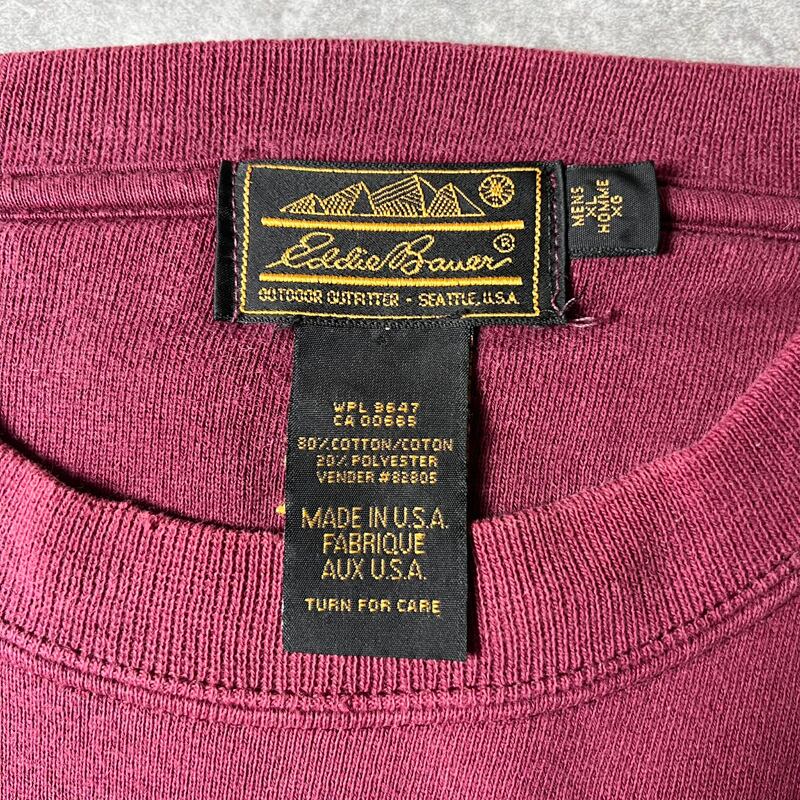 Eddie Bauer®
OUTDOOR OUTFITTER · SEATTLE, U.S.A.
MENS
XL
HOMME
XG
WPL 8647
CA 00665
80% COTTON/COTON
20% POLYESTER
VENDER #82805
MADE IN U.S.A.
FABRIQUE
AUX U.S.A.
TURN FOR CARE